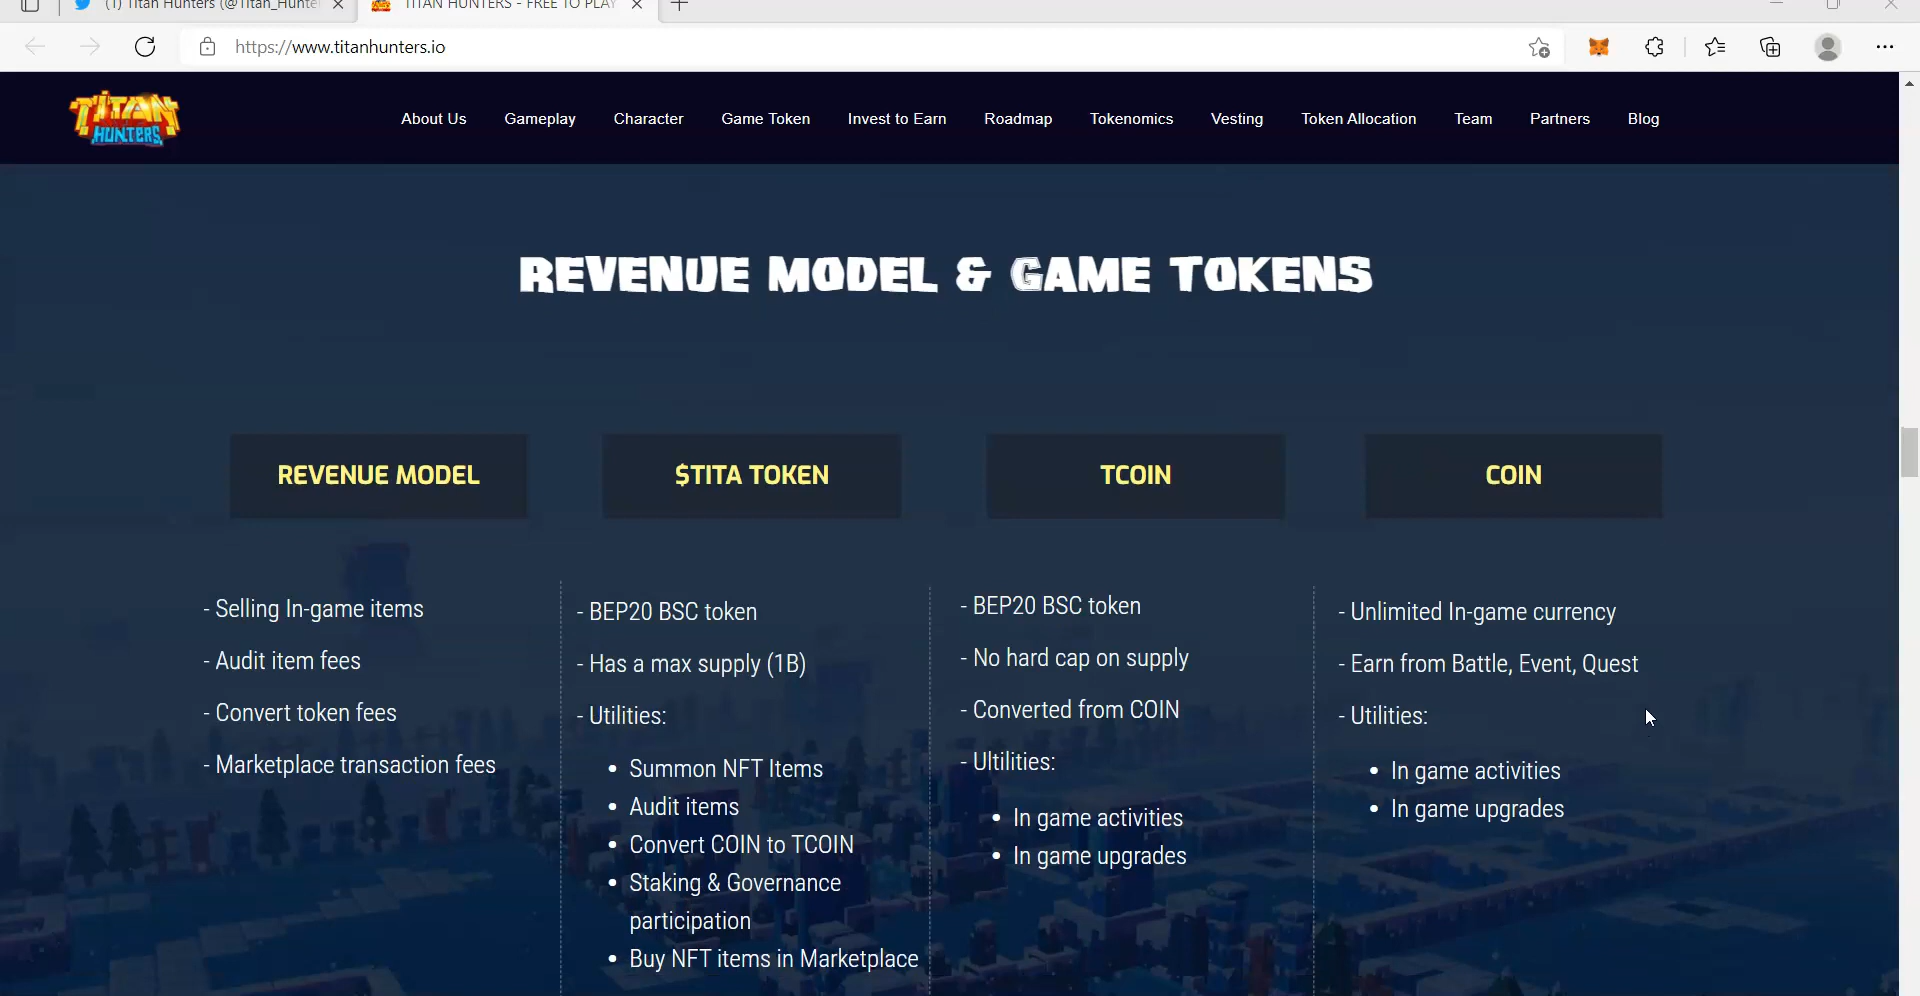 (1) Titan Hunters (@Titan_Hunte
TITAN HUNTERS - FREE TO PLAY
https://www.titanhunters.io
TITAN
HUNTERS
About Us
Gameplay
Character
Game Token
Invest to Earn
Roadmap
Tokenomics
Vesting
Token Allocation
Team
Partners
Blog
REVENUE MODEL & GAME TOKENS
REVENUE MODEL
- Selling In-game items
- Audit item fees
- Convert token fees
- Marketplace transaction fees
$TITA TOKEN
- BEP20 BSC token
- Has a max supply (1B)
- Utilities:
• Summon NFT Items
• Audit items
• Convert COIN to TCOIN
• Staking & Governance
participation
• Buy NFT items in Marketplace
TCOIN
- BEP20 BSC token
- No hard cap on supply
- Converted from COIN
- Ultilities:
• In game activities
• In game upgrades
COIN
- Unlimited In-game currency
- Earn from Battle, Event, Quest
- Utilities:
• In game activities
• In game upgrades